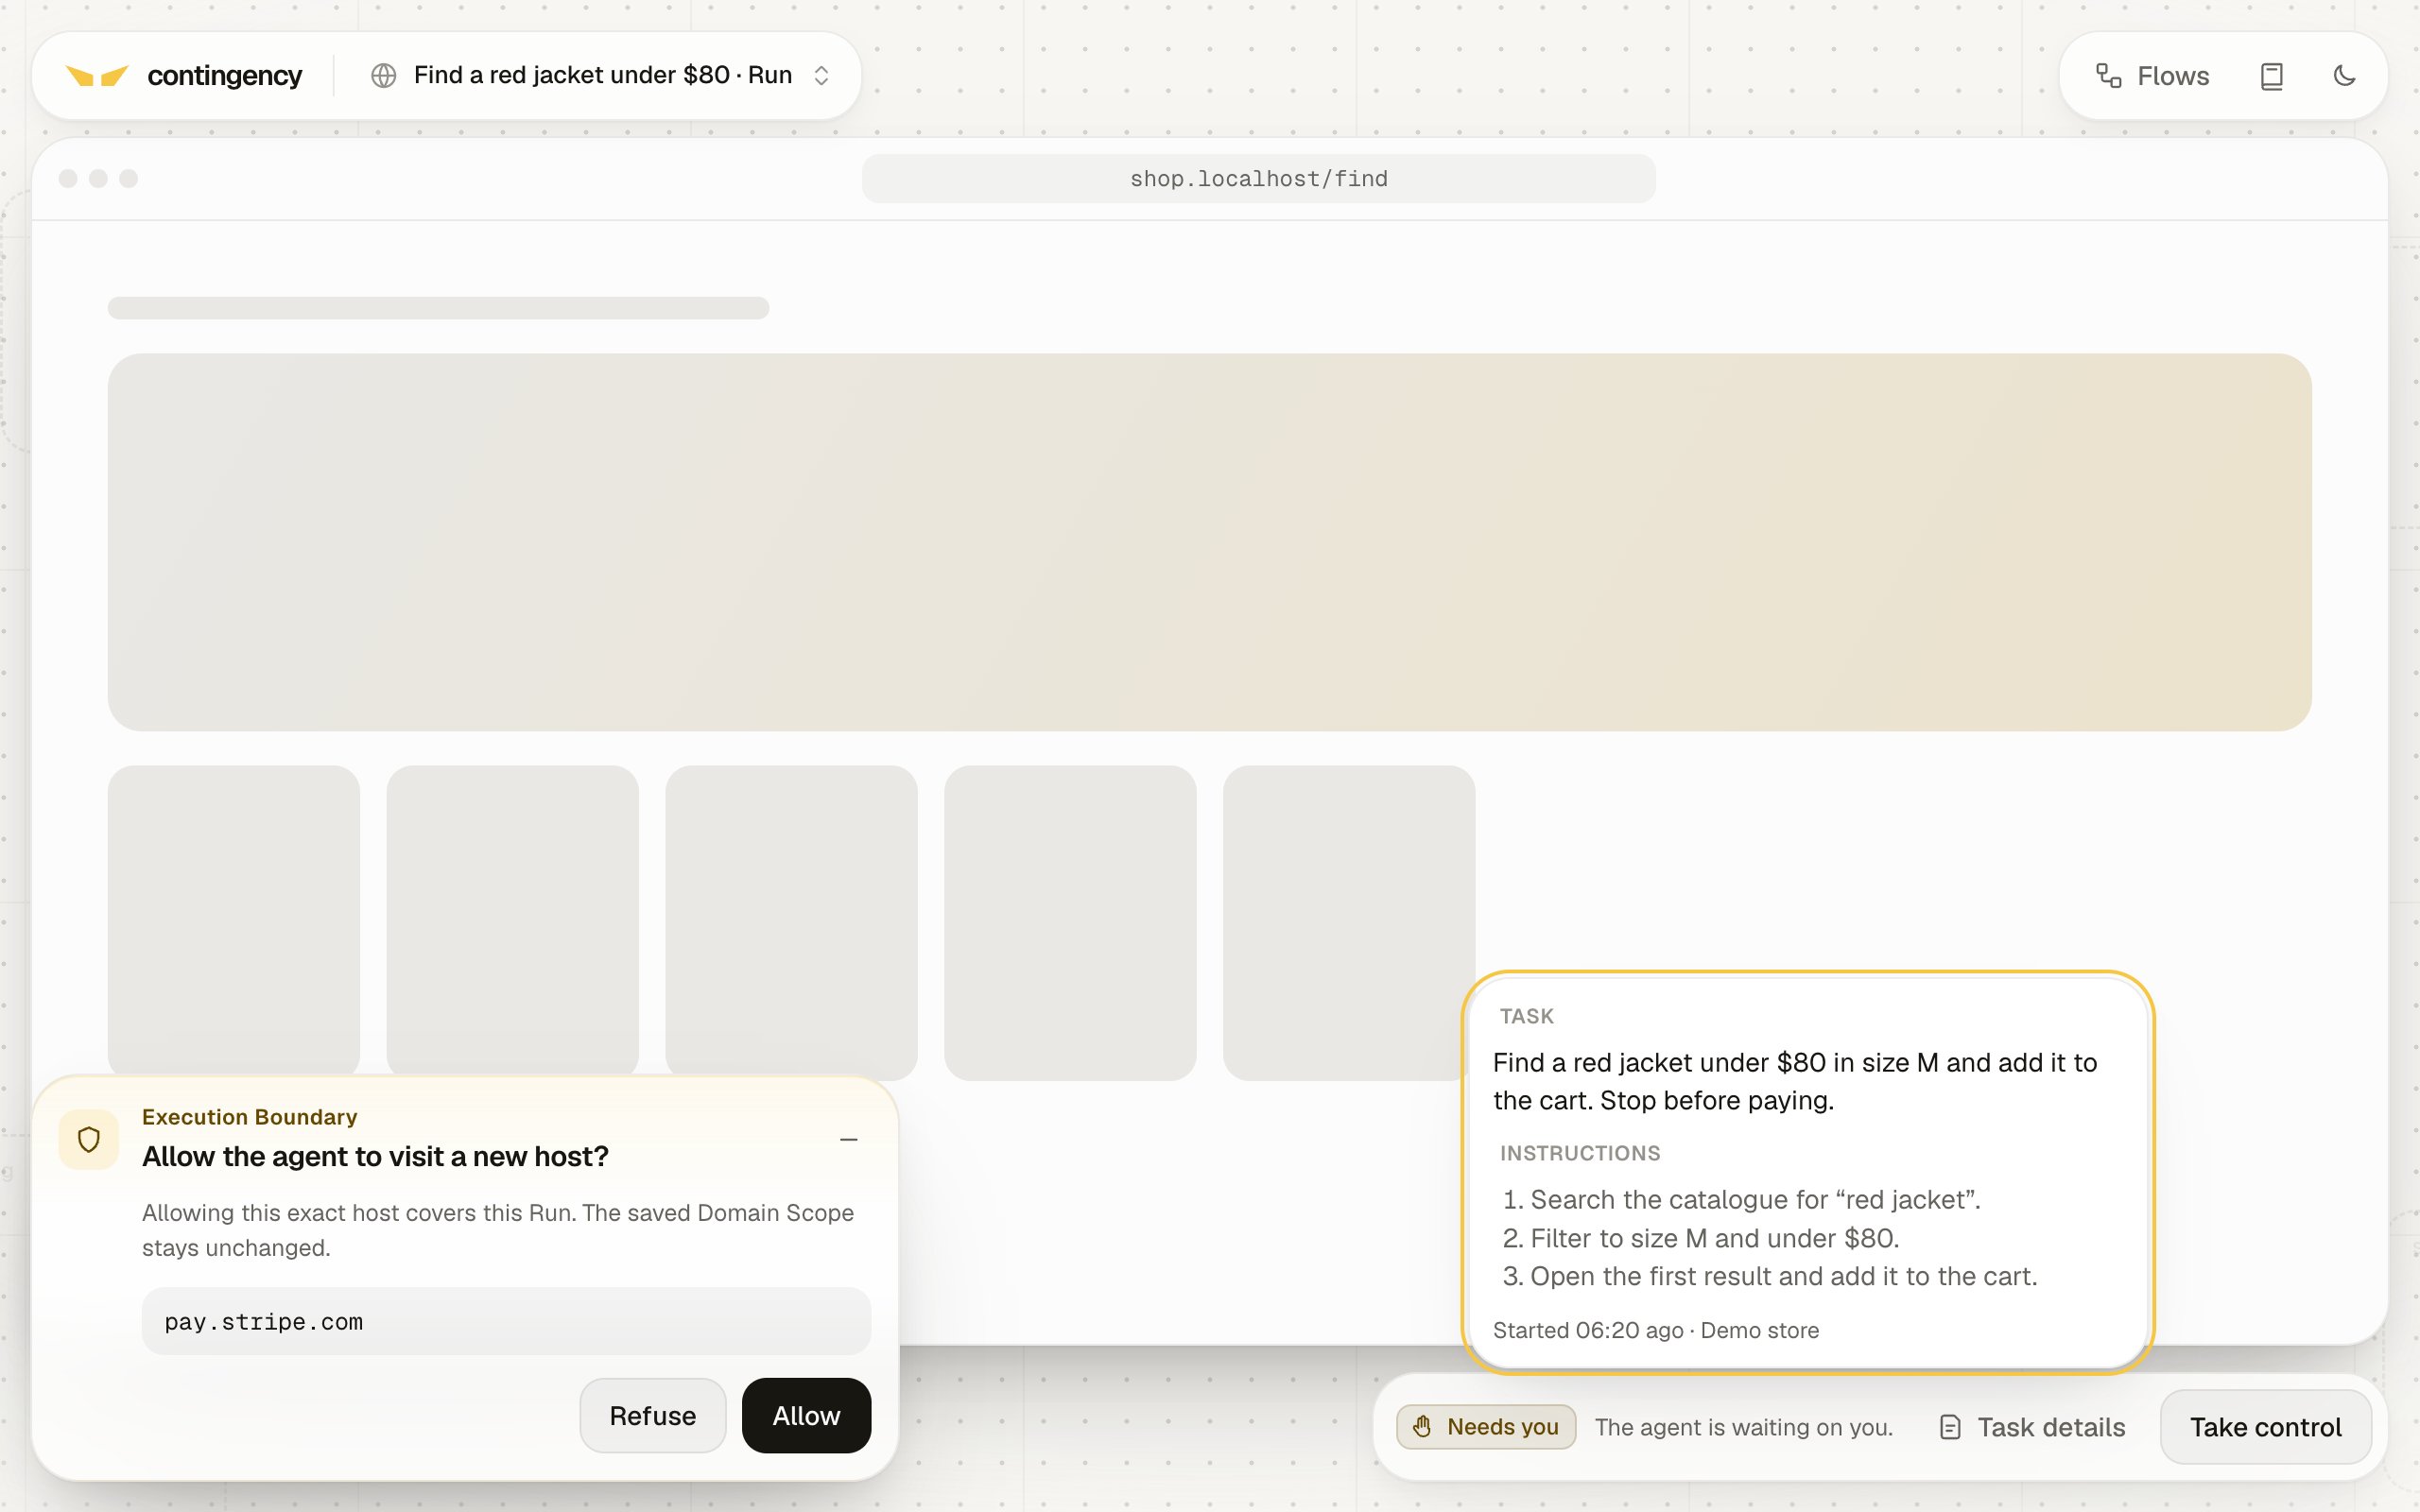 contingency
Find a red jacket under $80 · Run
Flows
shop.localhost/find
Execution Boundary
Allow the agent to visit a new host?
Allowing this exact host covers this Run. The saved Domain Scope
stays unchanged.
pay.stripe.com
Refuse
Allow
TASK
Find a red jacket under $80 in size M and add it to
the cart. Stop before paying.
INSTRUCTIONS
1. Search the catalogue for “red jacket”.
2. Filter to size M and under $80.
3. Open the first result and add it to the cart.
Started 06:20 ago · Demo store
Needs you
The agent is waiting on you.
Task details
Take control